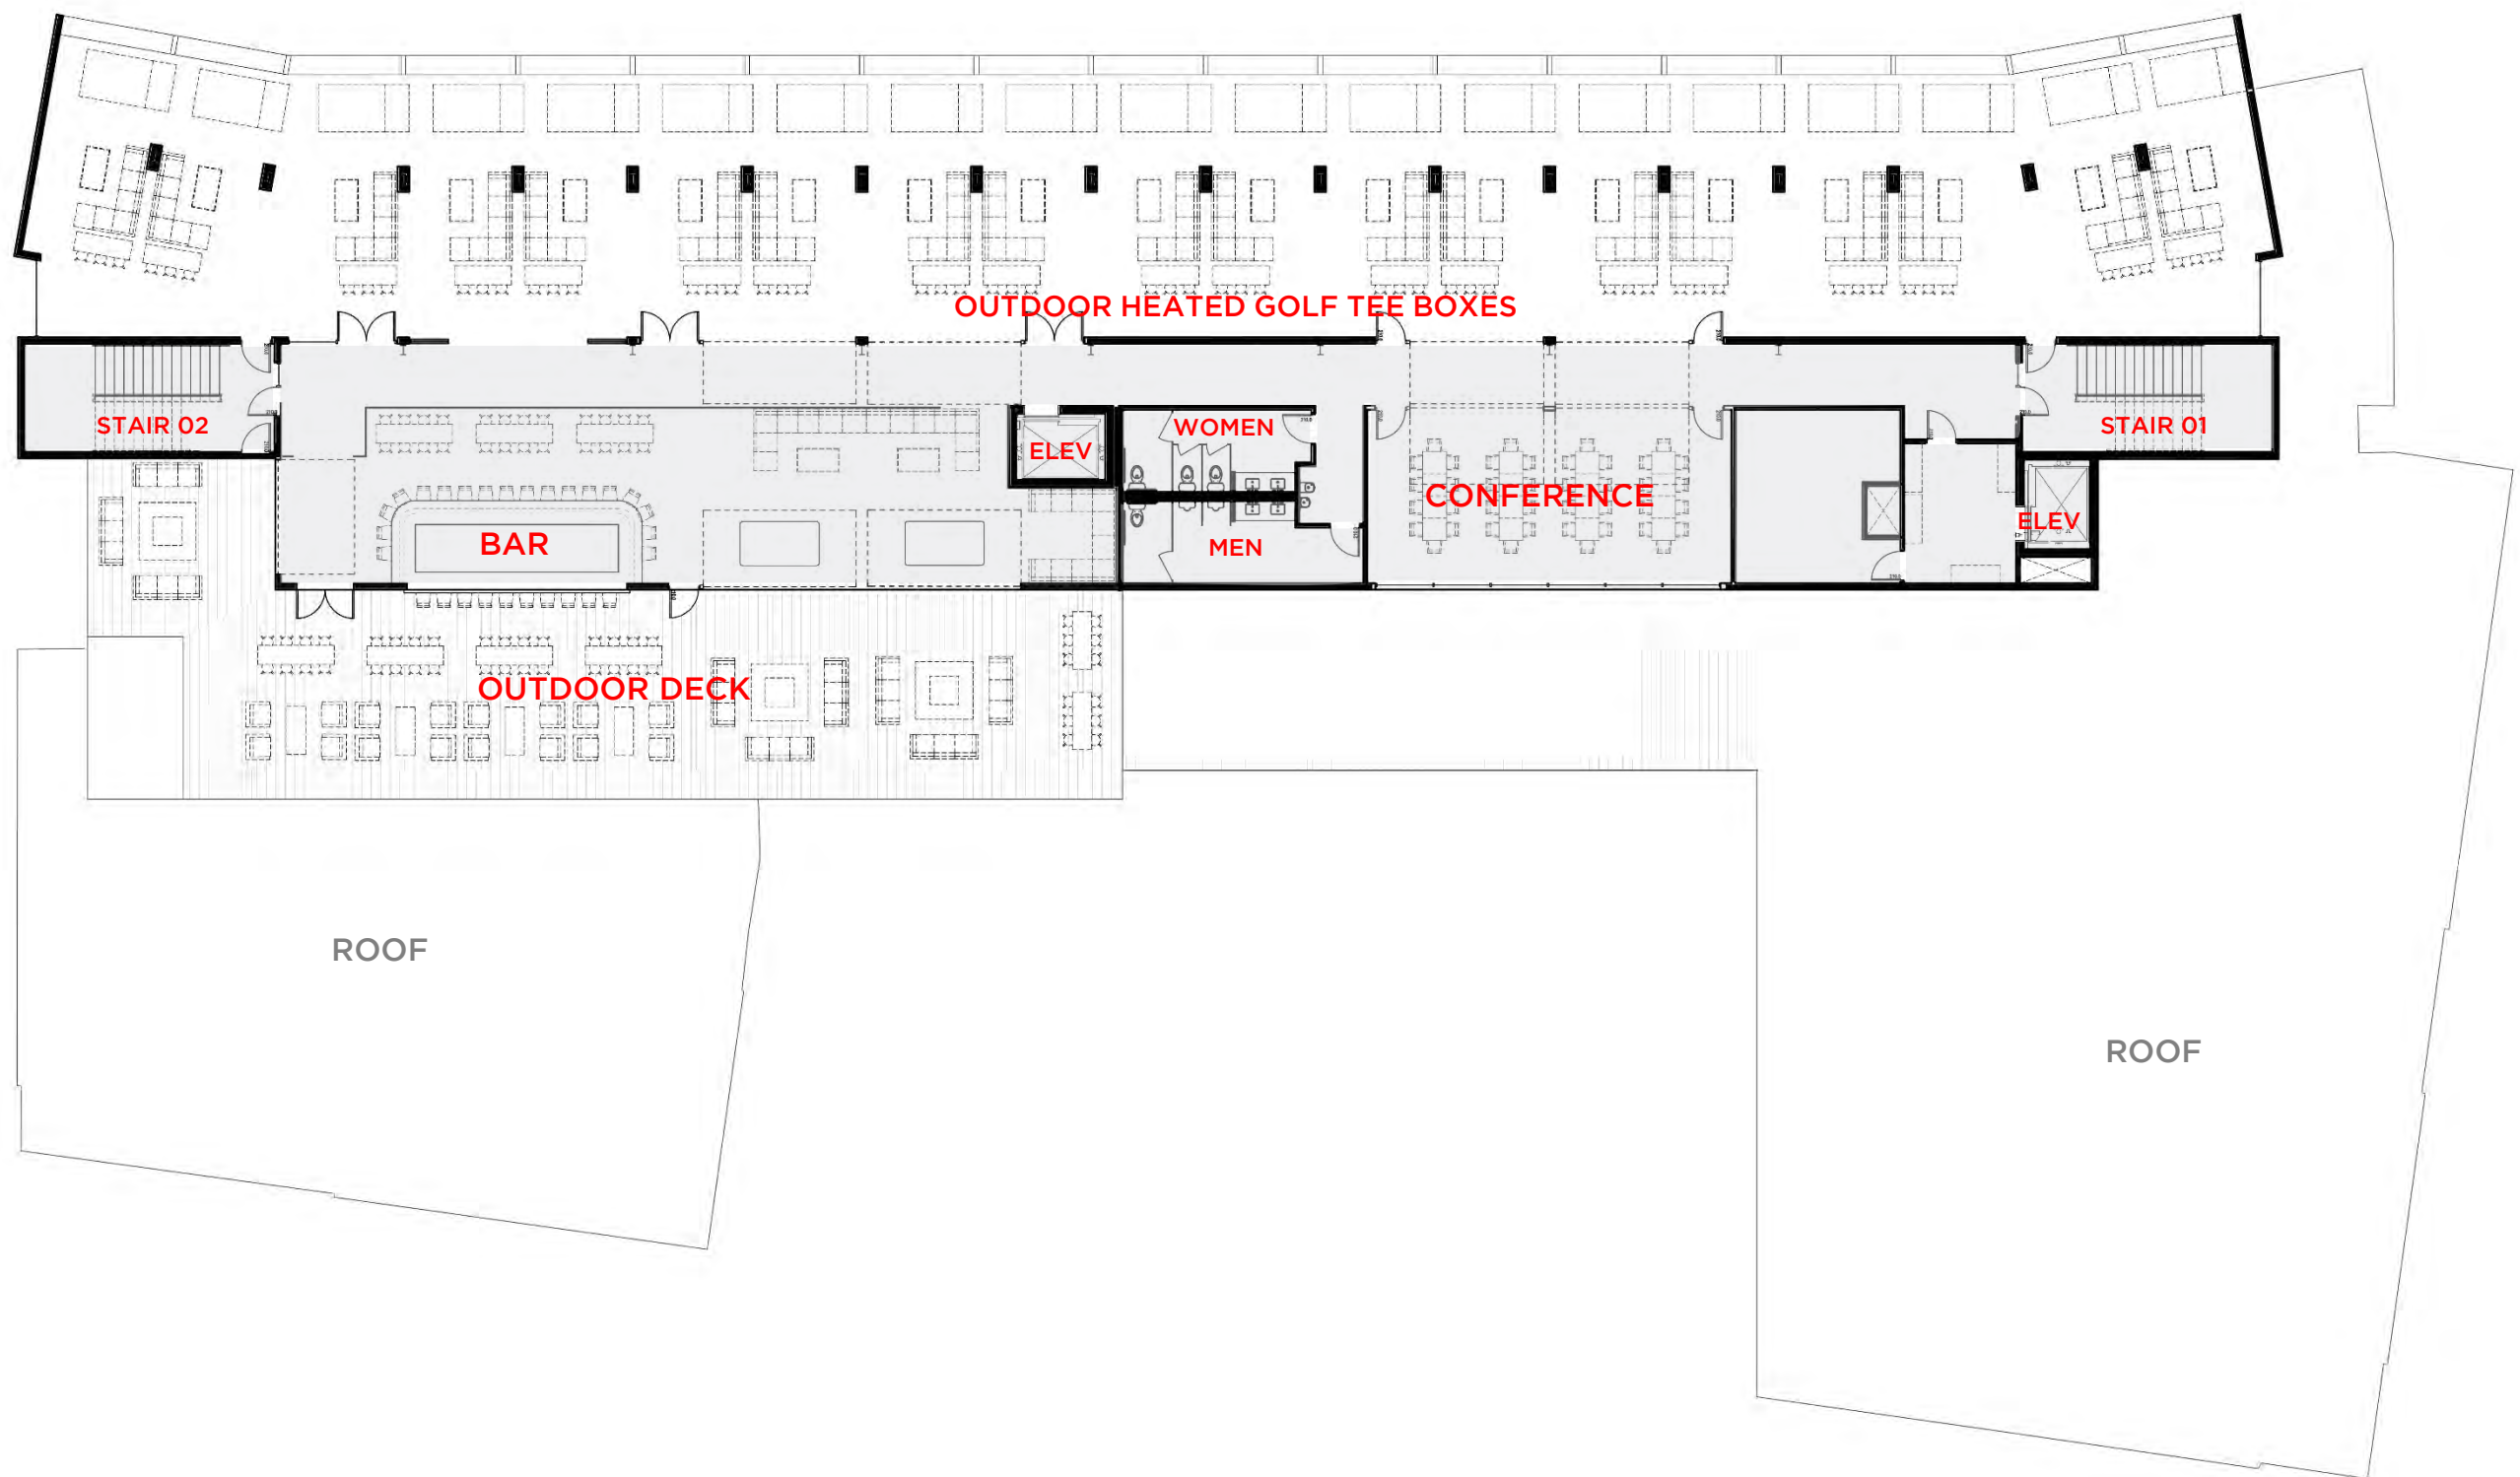 OUTDOOR HEATED GOLF TEE BOXES
STAIR 02
WOMEN
STAIR 01
ELEV
CONFERENCE
ELEV
BAR
MEN
OUTDOOR DECK
ROOF
ROOF